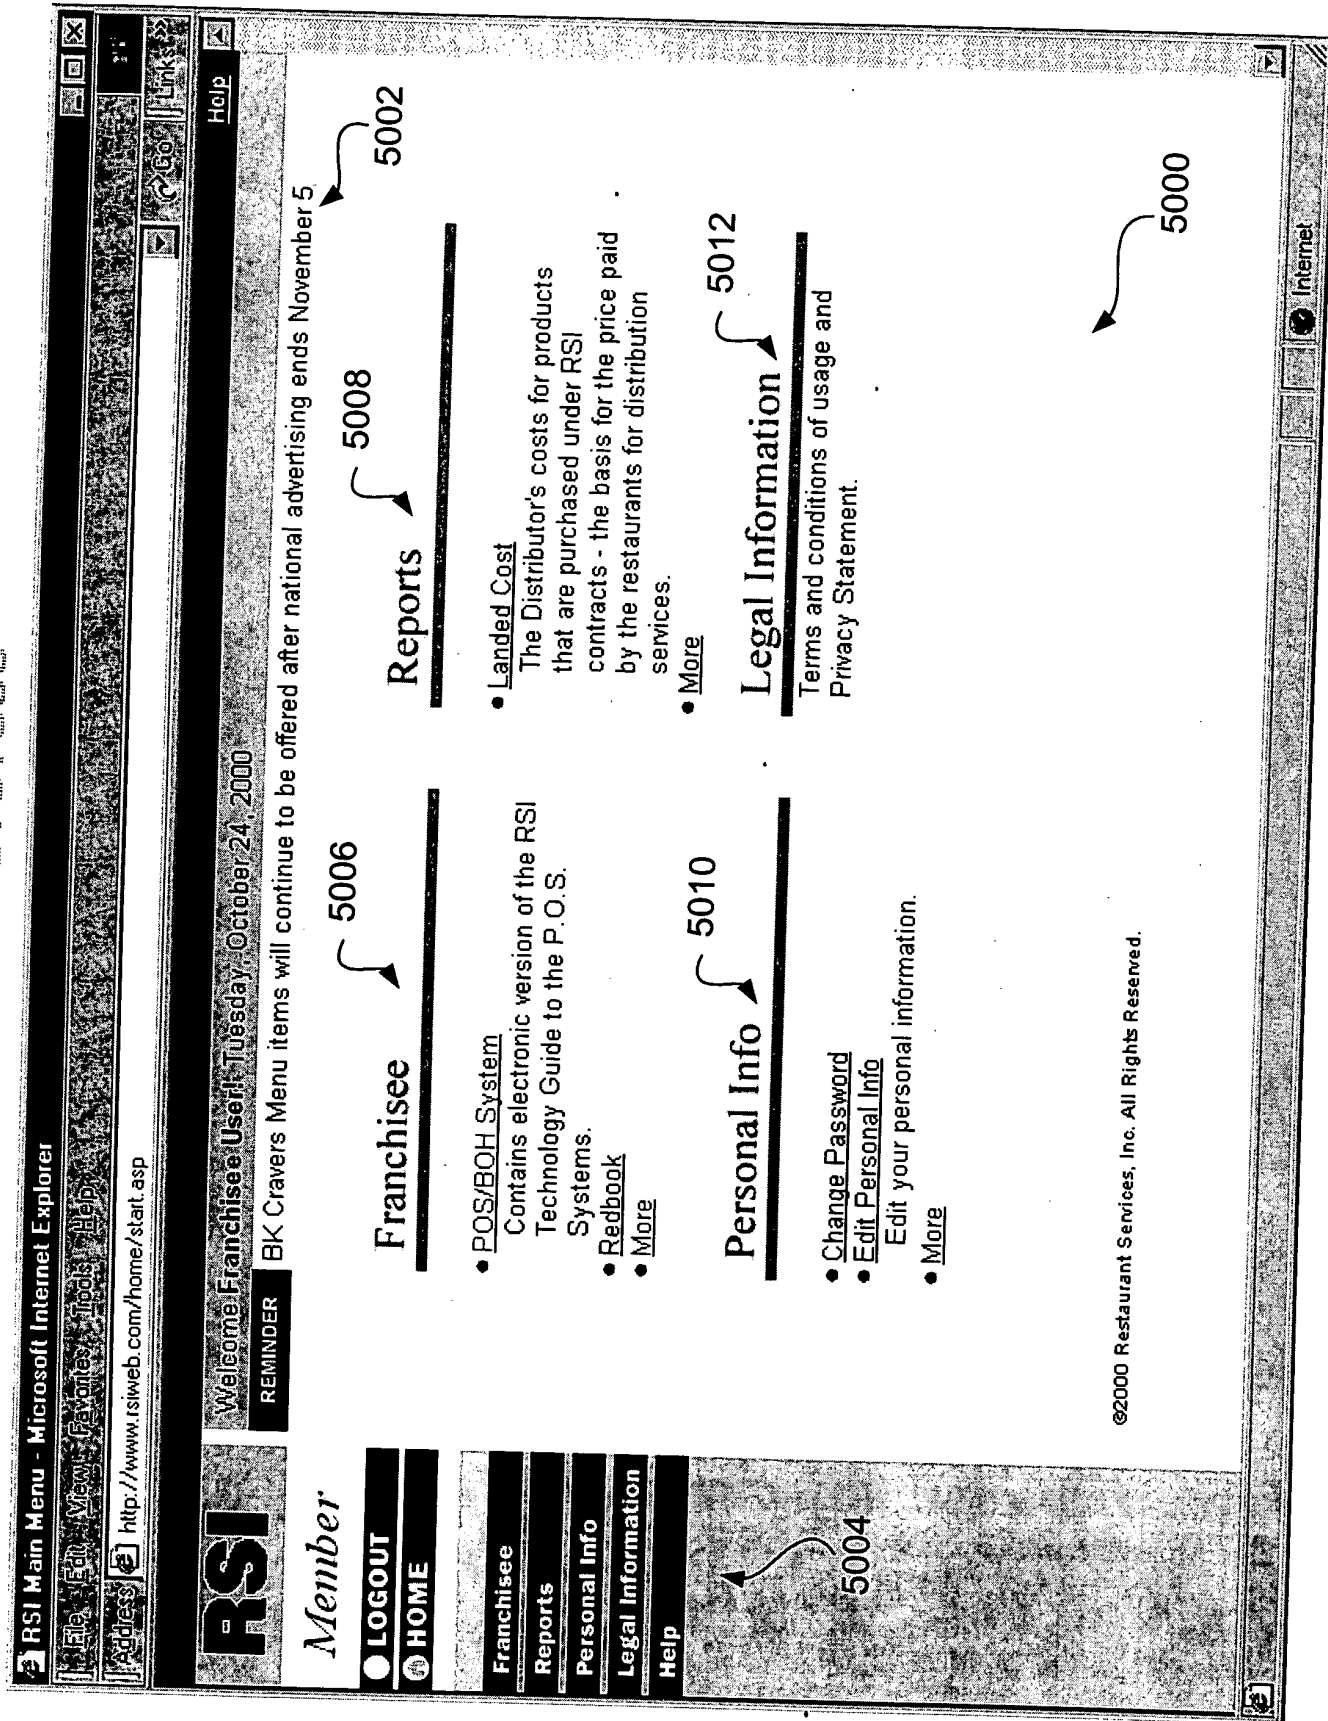 RSI Main Menu - Microsoft Internet Explorer
File Edit View Favorites Tools Help
Address http://www.rsiweb.com/home/start.asp Go Links »
Help
RSI
Welcome Franchisee User! Tuesday, October 24, 2000
REMINDER BK Cravers Menu items will continue to be offered after national advertising ends November 5
5002
Member
LOGOUT
HOME
Franchisee
Reports
Personal Info
Legal Information
Help
5004
Franchisee
5006
• POS/BOH System
Contains electronic version of the RSI
Technology Guide to the P.O.S.
Systems.
• Redbook
• More
Reports
5008
• Landed Cost
The Distributor's costs for products
that are purchased under RSI
contracts - the basis for the price paid
by the restaurants for distribution
services.
• More
Personal Info
5010
• Change Password
• Edit Personal Info
Edit your personal information.
• More
Legal Information
5012
Terms and conditions of usage and
Privacy Statement.
5000
©2000 Restaurant Services, Inc. All Rights Reserved.
Internet